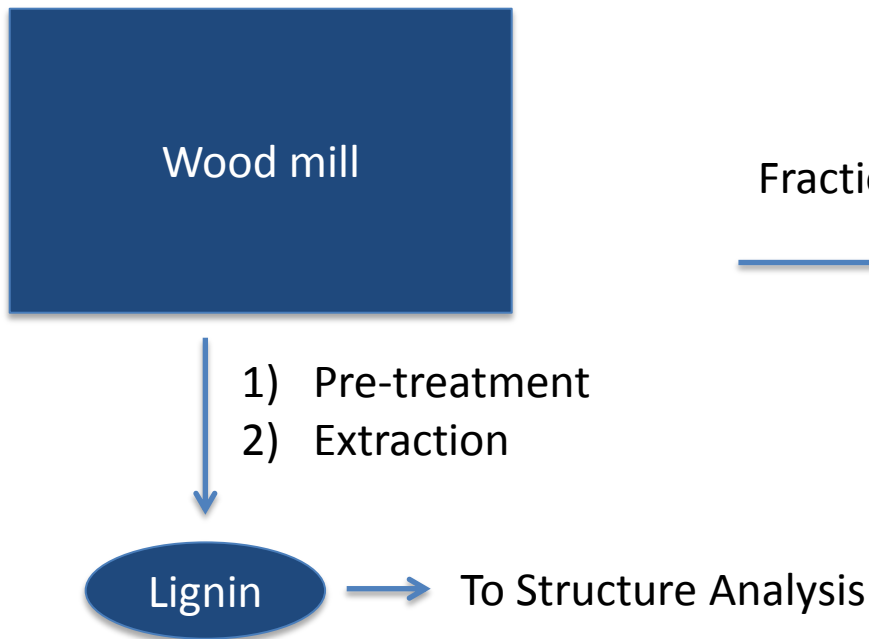 Wood mill
1) Pre-treatment
2) Extraction
Lignin
To Structure Analysis